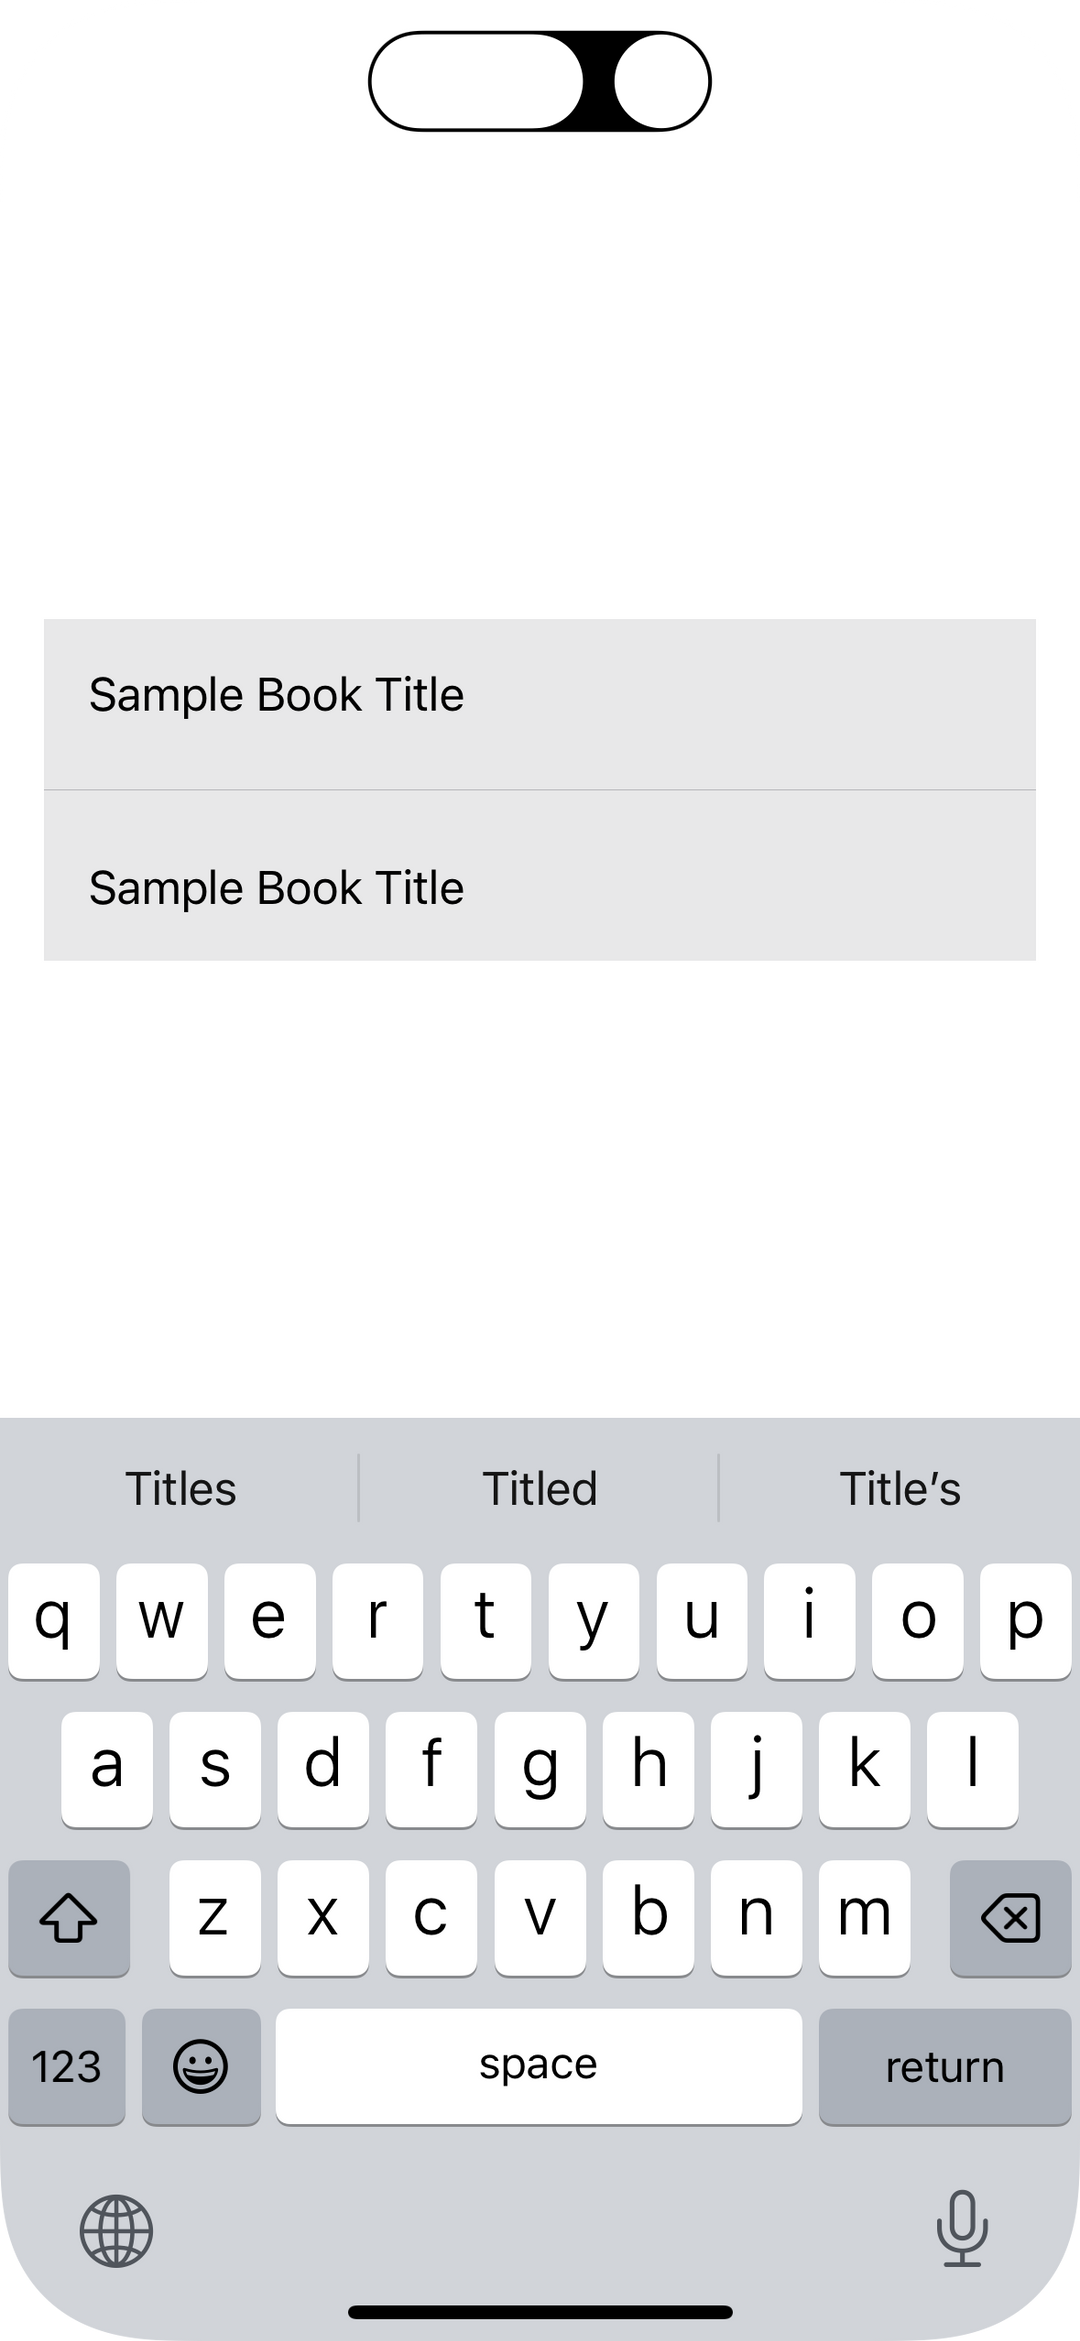 Sample Book Title
Sample Book Title
Titles Titled Title’s
q w e r t y u i o p
a s d f g h j k l
z x c v b n m
123 space return